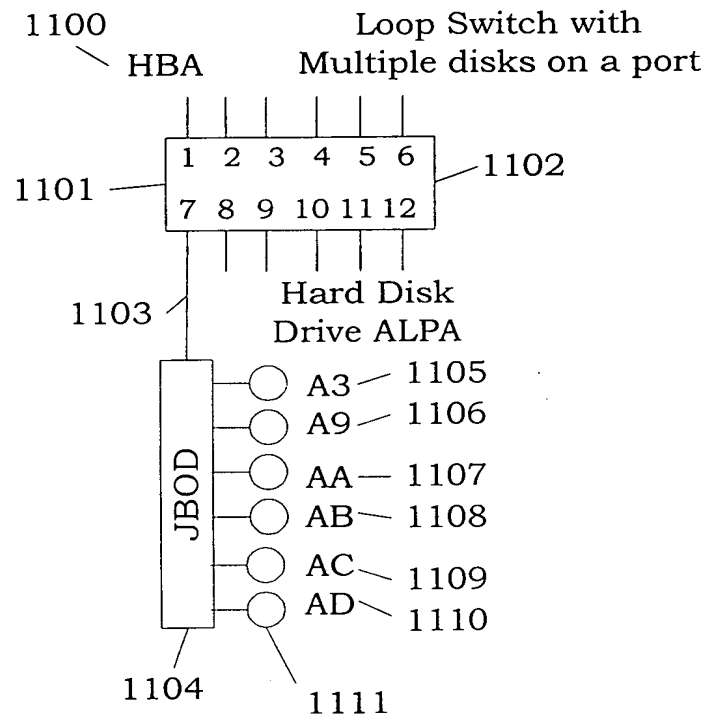 1100
Loop Switch with
HBA
Multiple disks on a port
1 2 3 4 5 6
1102
1101
7 8 9 10 11 12
Hard Disk
1103
Drive ALPA
A3 1105
A9 1106
AA 1107
JBOD
AB 1108
AC 1109
AD 1110
1104
1111